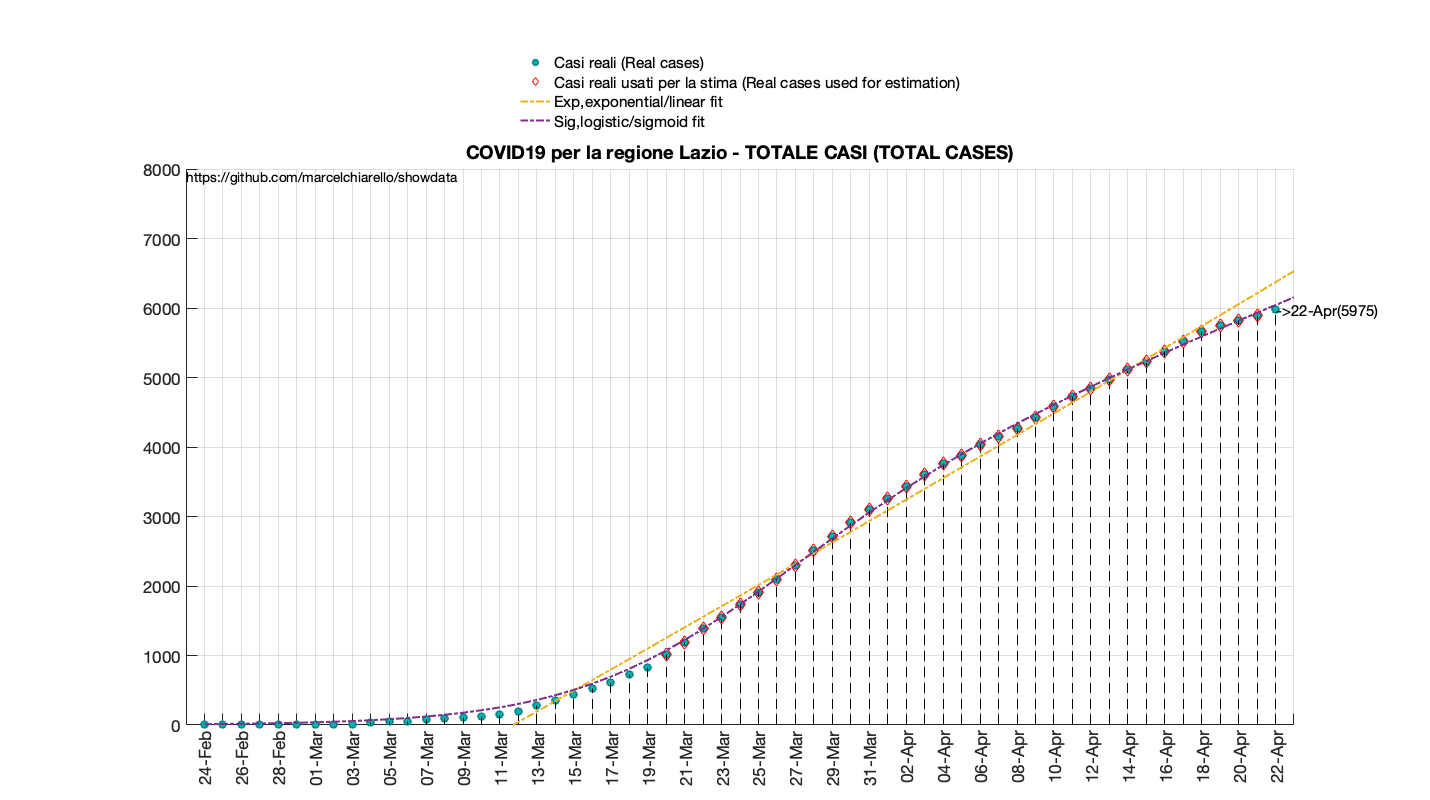 Casi reali (Real cases)
Casi reali usati per la stima (Real cases used for estimation)
Exp,exponential/linear fit
Sig,logistic/sigmoid fit
COVID19 per la regione Lazio - TOTALE CASI (TOTAL CASES)
https://github.com/marcelchiarello/showdata
8000
7000
6000
5000
4000
3000
2000
1000
0
>22-Apr(5975)
24-Feb
26-Feb
28-Feb
01-Mar
03-Mar
05-Mar
07-Mar
09-Mar
11-Mar
13-Mar
15-Mar
17-Mar
19-Mar
21-Mar
23-Mar
25-Mar
27-Mar
29-Mar
31-Mar
02-Apr
04-Apr
06-Apr
08-Apr
10-Apr
12-Apr
14-Apr
16-Apr
18-Apr
20-Apr
22-Apr